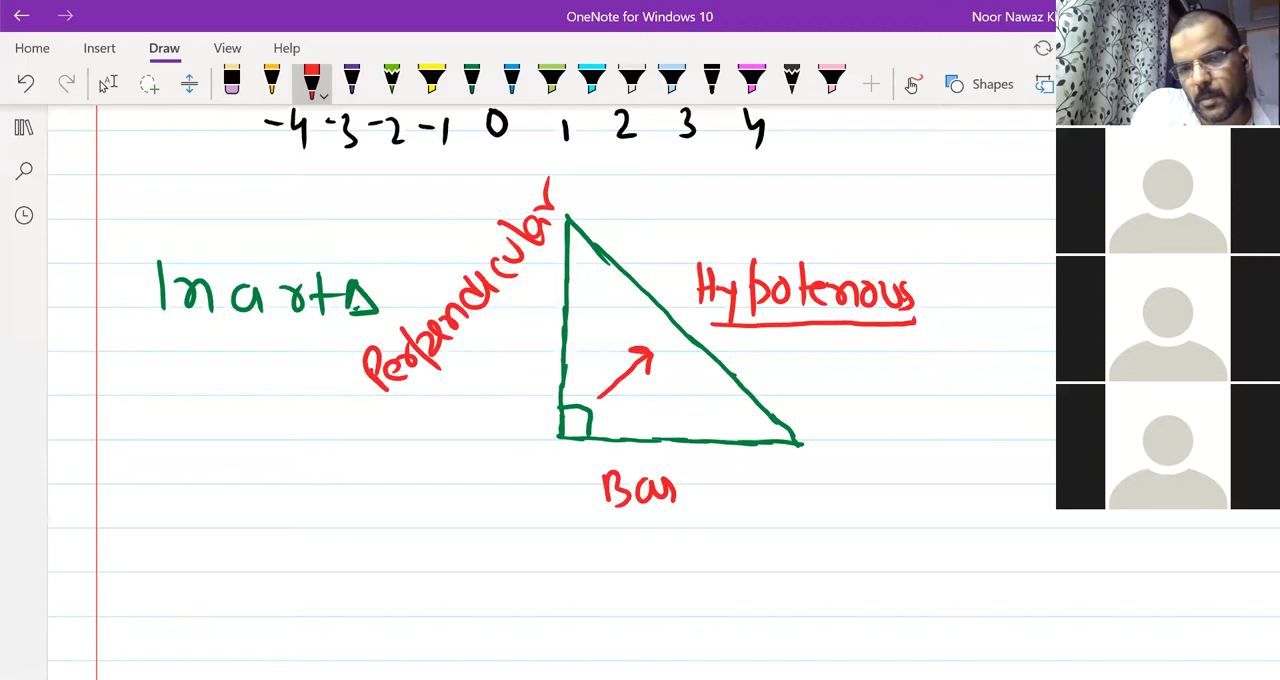 OneNote for Windows 10
Noor Nawaz K
Home Insert Draw View Help
Shapes
-4 -3 -2 -1 0 1 2 3 4
Perpendicular
In a rt Δ
Hypotenous
Bas